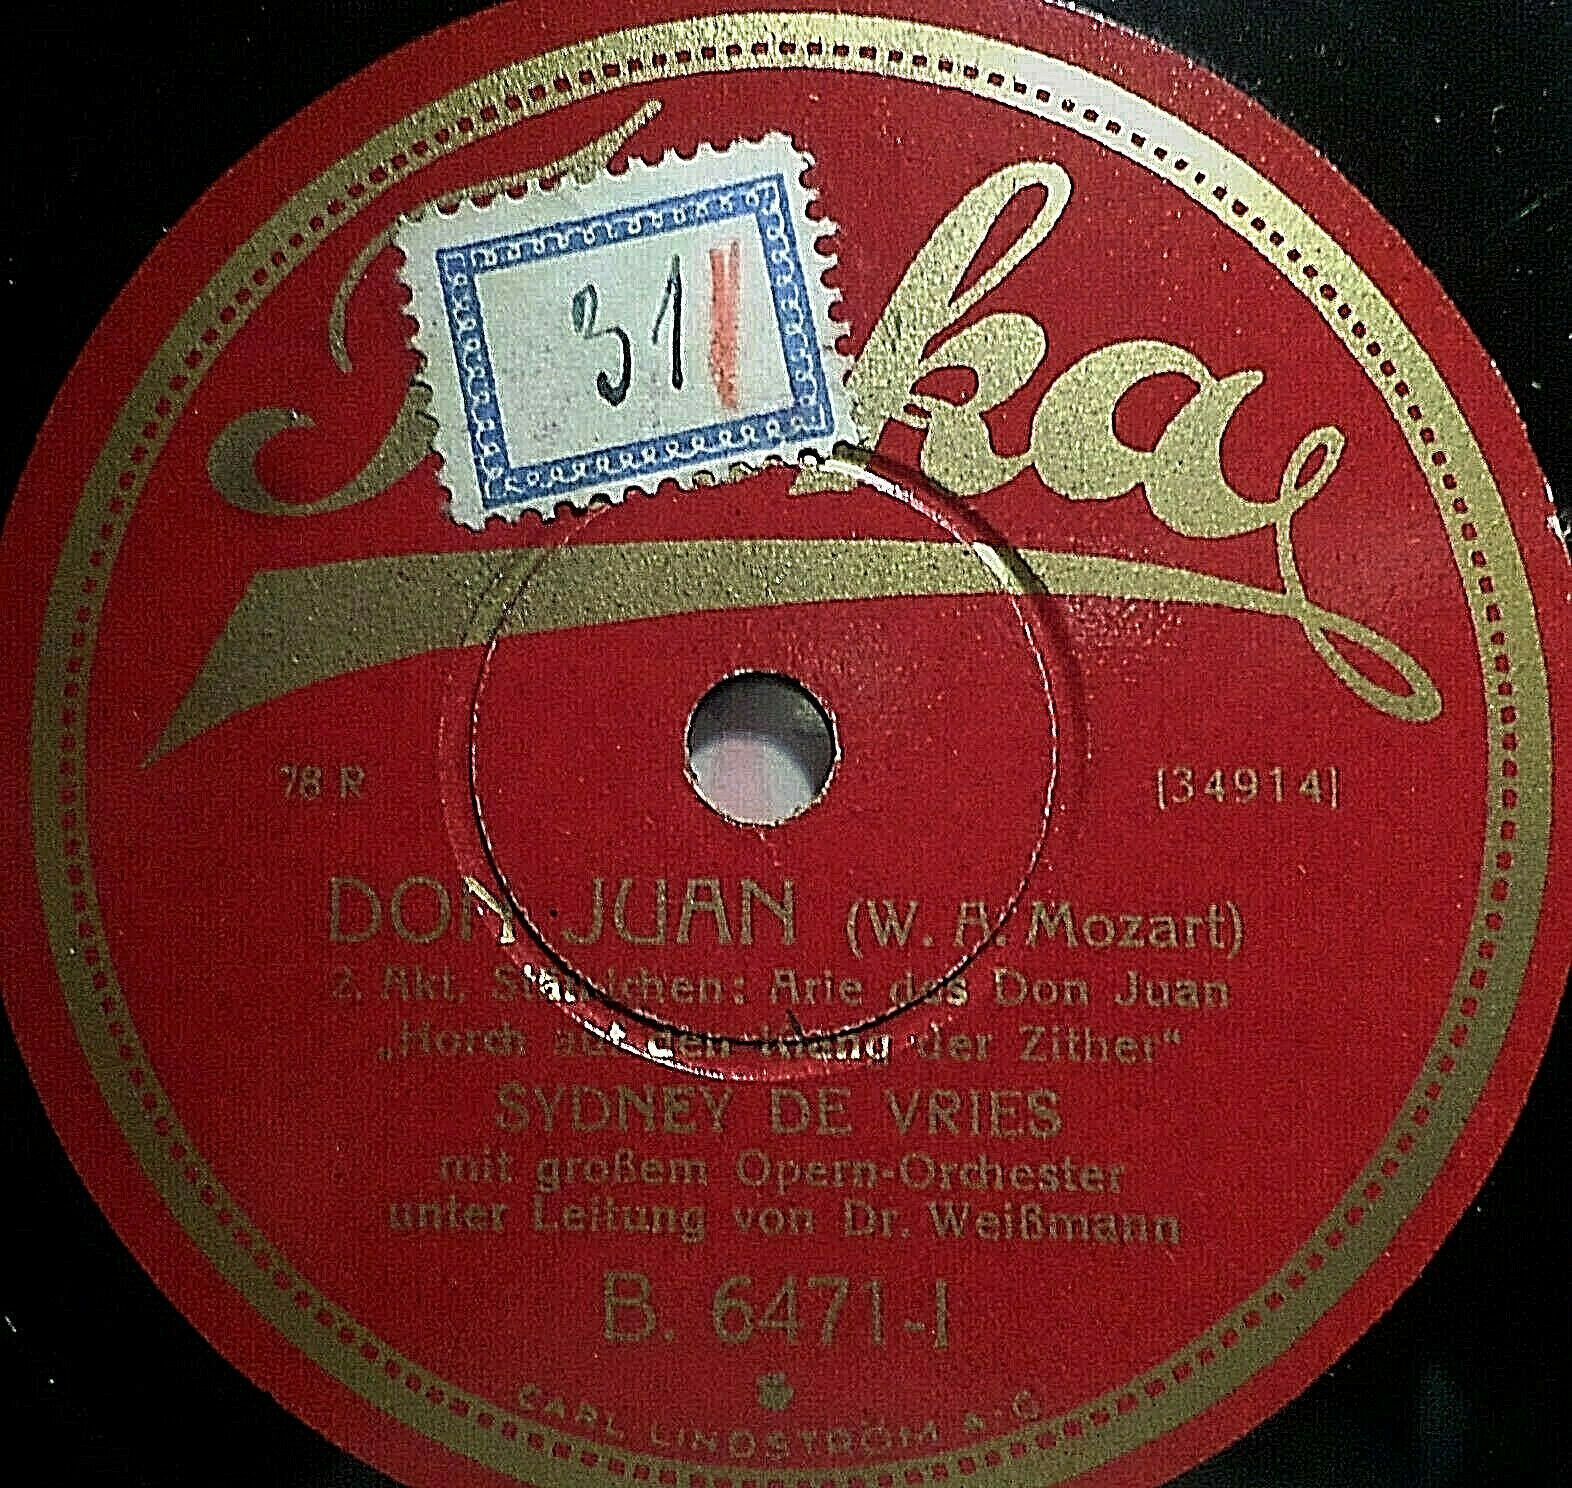 Beka
31
78 R
[34914]
DON JUAN (W. A. Mozart)
2. Akt, Ständchen: Arie des Don Juan
„Horch auf den Klang der Zither“
SYDNEY DE VRIES
mit großem Opern-Orchester
unter Leitung von Dr. Weißmann
B. 6471-I
CARL LINDSTRÖM A-G